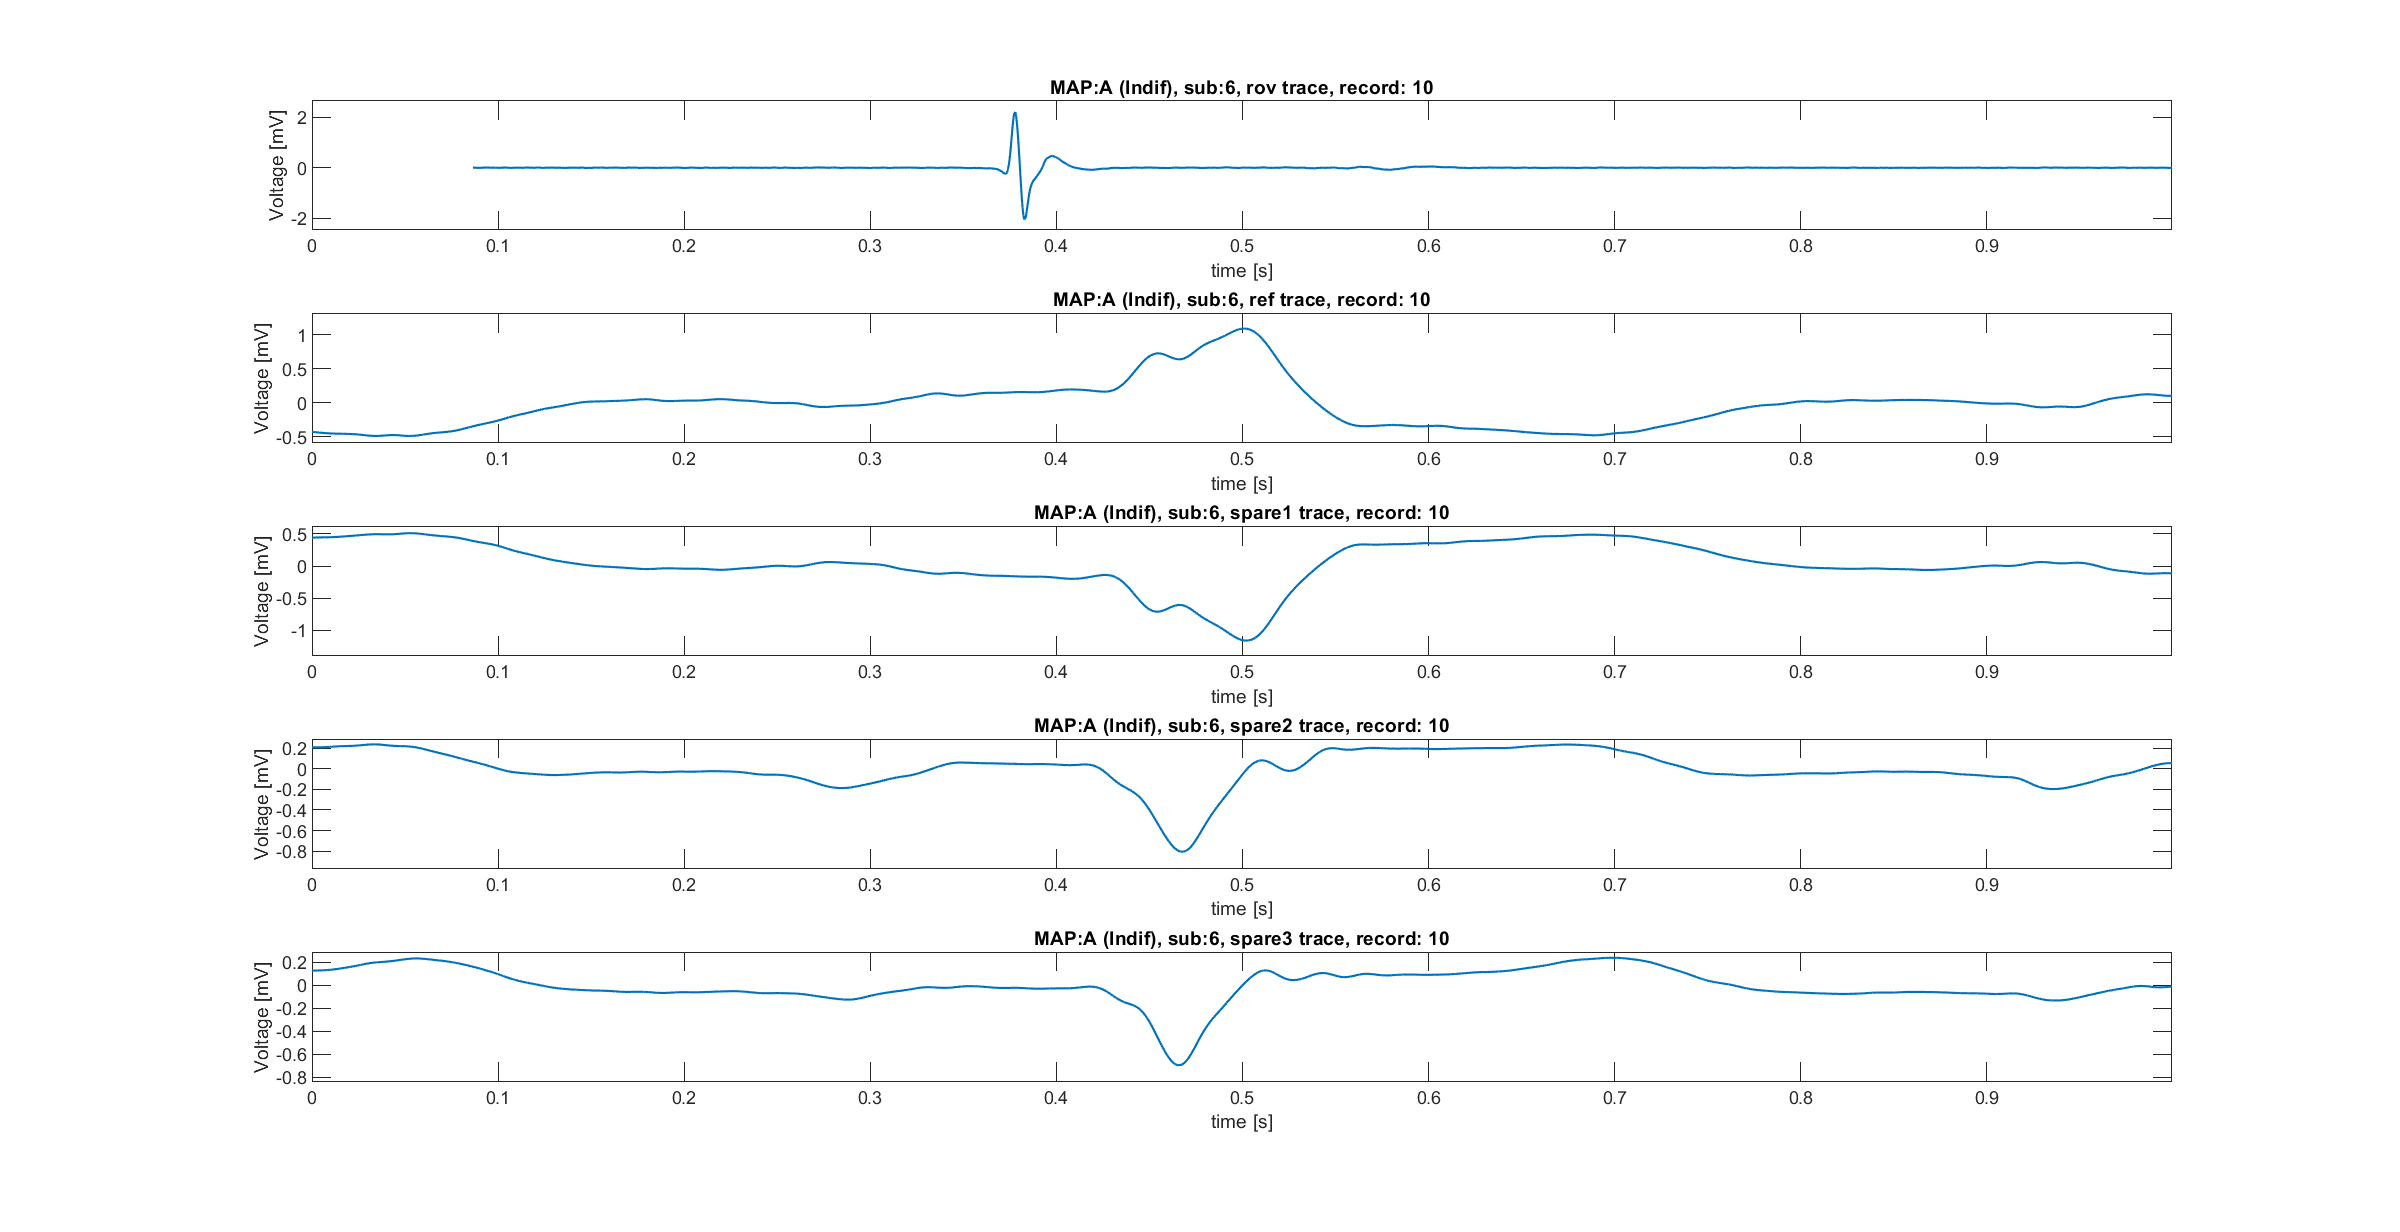 MAP:A (Indif), sub:6, rov trace, record: 10
Voltage [mV]
2
0
-2
0 0.1 0.2 0.3 0.4 0.5 0.6 0.7 0.8 0.9
time [s]
MAP:A (Indif), sub:6, ref trace, record: 10
Voltage [mV]
1
0.5
0
-0.5
0 0.1 0.2 0.3 0.4 0.5 0.6 0.7 0.8 0.9
time [s]
MAP:A (Indif), sub:6, spare1 trace, record: 10
Voltage [mV]
0.5
0
-0.5
-1
0 0.1 0.2 0.3 0.4 0.5 0.6 0.7 0.8 0.9
time [s]
MAP:A (Indif), sub:6, spare2 trace, record: 10
Voltage [mV]
0.2
0
-0.2
-0.4
-0.6
-0.8
0 0.1 0.2 0.3 0.4 0.5 0.6 0.7 0.8 0.9
time [s]
MAP:A (Indif), sub:6, spare3 trace, record: 10
Voltage [mV]
0.2
0
-0.2
-0.4
-0.6
-0.8
0 0.1 0.2 0.3 0.4 0.5 0.6 0.7 0.8 0.9
time [s]